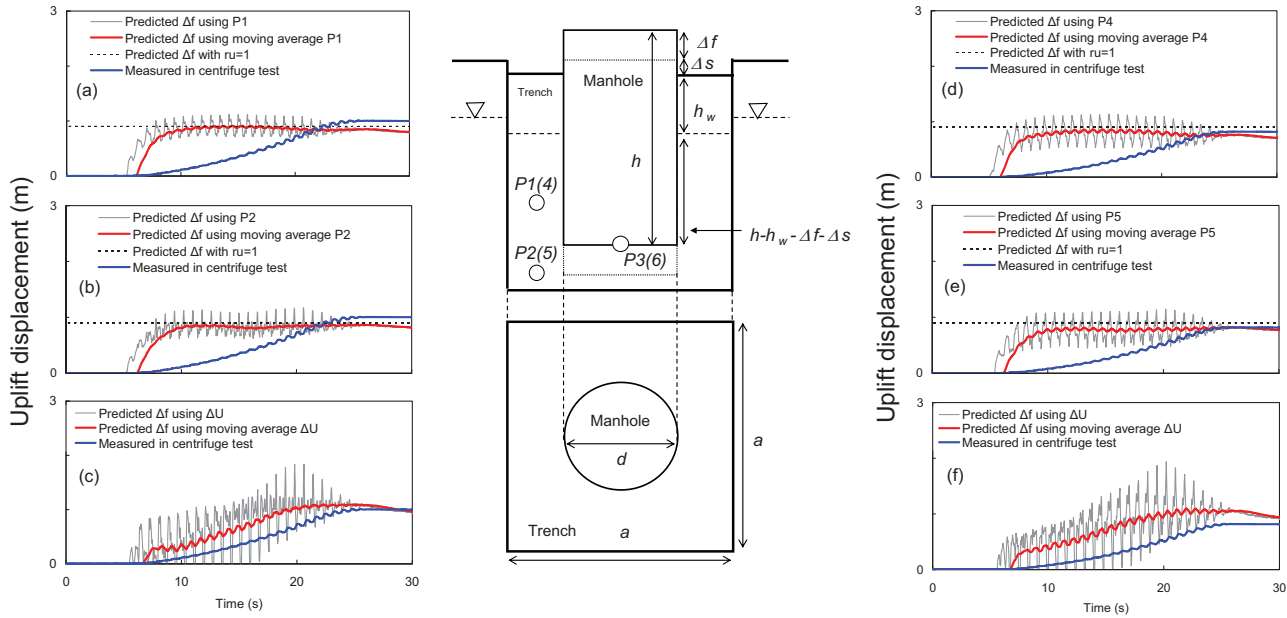 Uplift displacement (m)
3
Predicted Δf using P1
Predicted Δf using moving average P1
Predicted Δf with ru=1
Measured in centrifuge test
(a)
0
3
Predicted Δf using P2
Predicted Δf using moving average P2
Predicted Δf with ru=1
Measured in centrifuge test
(b)
0
3
Predicted Δf using ΔU
Predicted Δf using moving average ΔU
Measured in centrifuge test
(c)
0
0 10 20 30
Time (s)
Δf
Δs
Trench
Manhole
h w
h
P1(4)
h-h w - Δf- Δs
P2(5)
P3(6)
Manhole
d
a
Trench
a
Uplift displacement (m)
3
Predicted Δf using P4
Predicted Δf using moving average P4
Predicted Δf with ru=1
Measured in centrifuge test
(d)
0
3
Predicted Δf using P5
Predicted Δf using moving average P5
Predicted Δf with ru=1
Measured in centrifuge test
(e)
0
3
Predicted Δf using ΔU
Predicted Δf using moving average ΔU
Measured in centrifuge test
(f)
0
0 10 20 30
Time (s)